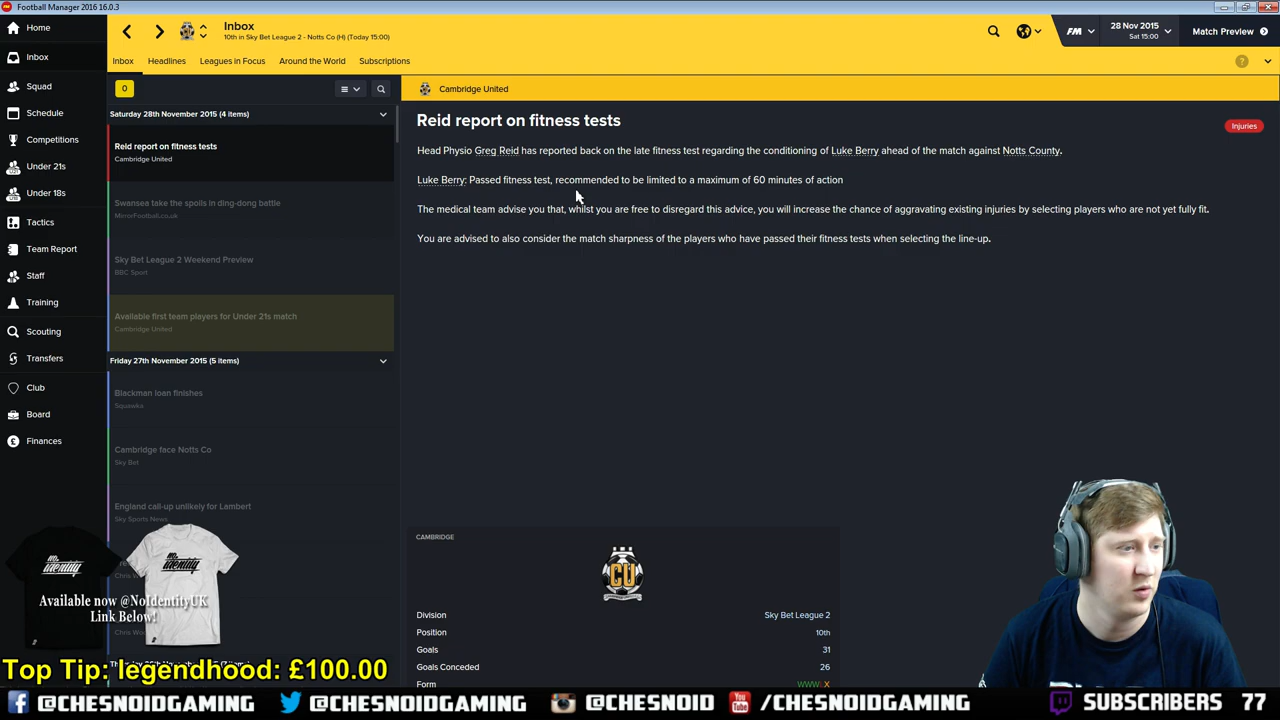 Football Manager 2016 16.0.3
Home
Inbox
Squad
Schedule
Competitions
Under 21s
Under 18s
Tactics
Team Report
Staff
Training
Scouting
Transfers
Club
Board
Finances
Inbox
10th in Sky Bet League 2 - Notts Co (H) (Today 15:00)
FM
28 Nov 2015
Sat 15:00
Match Preview
Inbox
Headlines
Leagues in Focus
Around the World
Subscriptions
?
0
Saturday 28th November 2015 (4 items)
Reid report on fitness tests
Cambridge United
Swansea take the spoils in ding-dong battle
MirrorFootball.co.uk
Sky Bet League 2 Weekend Preview
BBC Sport
Available first team players for Under 21s match
Cambridge United
Friday 27th November 2015 (5 items)
Blackman loan finishes
Squawka
Cambridge face Notts Co
Sky Bet
England call-up unlikely for Lambert
Sky Sports News
Cambridge United
Reid report on fitness tests
Injuries
Head Physio Greg Reid has reported back on the late fitness test regarding the conditioning of Luke Berry ahead of the match against Notts County.
Luke Berry: Passed fitness test, recommended to be limited to a maximum of 60 minutes of action
The medical team advise you that, whilst you are free to disregard this advice, you will increase the chance of aggravating existing injuries by selecting players who are not yet fully fit.
You are advised to also consider the match sharpness of the players who have passed their fitness tests when selecting the line-up.
CAMBRIDGE
CU
Division Sky Bet League 2
Position 10th
Goals 31
Goals Conceded 26
Form
No identity
No identity
Available now @NoIdentityUK
Link Below!
Top Tip: legendhood: £100.00
@CHESNOIDGAMING
@CHESNOIDGAMING
@CHESNOIDGAMING
You Tube
/CHESNOIDGAMING
SUBSCRIBERS 77